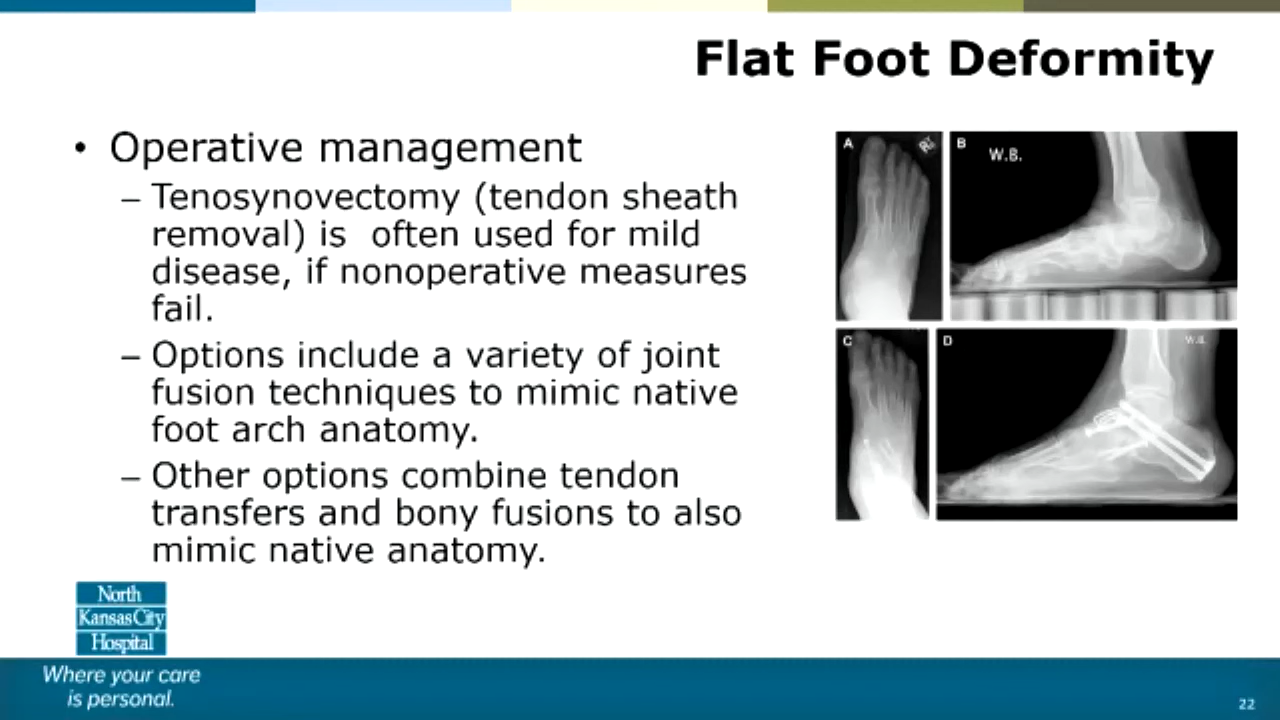 Flat Foot Deformity
• Operative management
– Tenosynovectomy (tendon sheath
removal) is  often used for mild
disease, if nonoperative measures
fail.
– Options include a variety of joint
fusion techniques to mimic native
foot arch anatomy.
– Other options combine tendon
transfers and bony fusions to also
mimic native anatomy.
A
B
W.B.
C
D
W.B.
North
KansasCity
Hospital
Where your care
is personal.
22